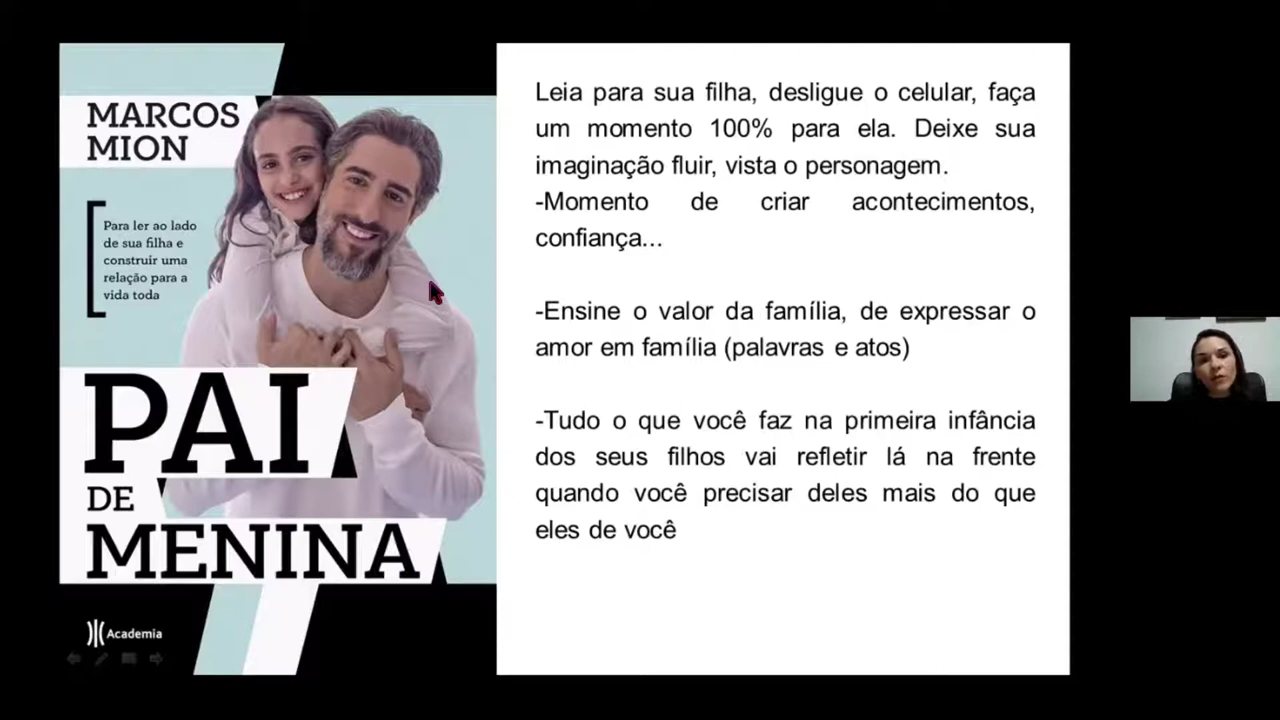 MARCOS
MION
Para ler ao lado
de sua filha e
construir uma
relação para a
vida toda
PAI
DE
MENINA
Academia
Leia para sua filha, desligue o celular, faça
um momento 100% para ela. Deixe sua
imaginação fluir, vista o personagem.
-Momento de criar acontecimentos,
confiança...
-Ensine o valor da família, de expressar o
amor em família (palavras e atos)
-Tudo o que você faz na primeira infância
dos seus filhos vai refletir lá na frente
quando você precisar deles mais do que
eles de você